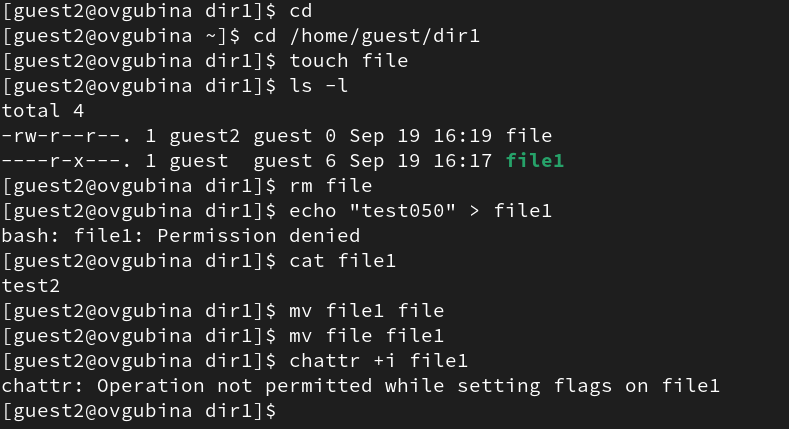 [guest2@ovgubina dir1]$ cd
[guest2@ovgubina ~]$ cd /home/guest/dir1
[guest2@ovgubina dir1]$ touch file
[guest2@ovgubina dir1]$ ls -l
total 4
-rw-r--r--. 1 guest2 guest 0 Sep 19 16:19 file
----r-x---. 1 guest  guest 6 Sep 19 16:17 file1
[guest2@ovgubina dir1]$ rm file
[guest2@ovgubina dir1]$ echo "test050" > file1
bash: file1: Permission denied
[guest2@ovgubina dir1]$ cat file1
test2
[guest2@ovgubina dir1]$ mv file1 file
[guest2@ovgubina dir1]$ mv file file1
[guest2@ovgubina dir1]$ chattr +i file1
chattr: Operation not permitted while setting flags on file1
[guest2@ovgubina dir1]$